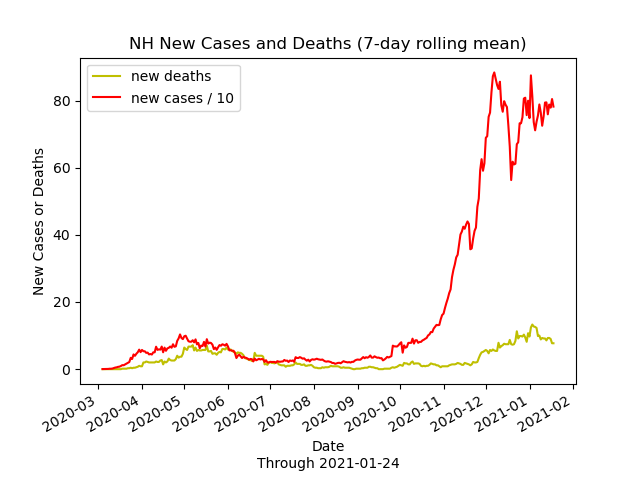 NH New Cases and Deaths (7-day rolling mean)
new deaths
new cases / 10
80
60
40
20
0
New Cases or Deaths
2020-03
2020-04
2020-05
2020-06
2020-07
2020-08
2020-09
2020-10
2020-11
2020-12
2021-01
2021-02
Date
Through 2021-01-24